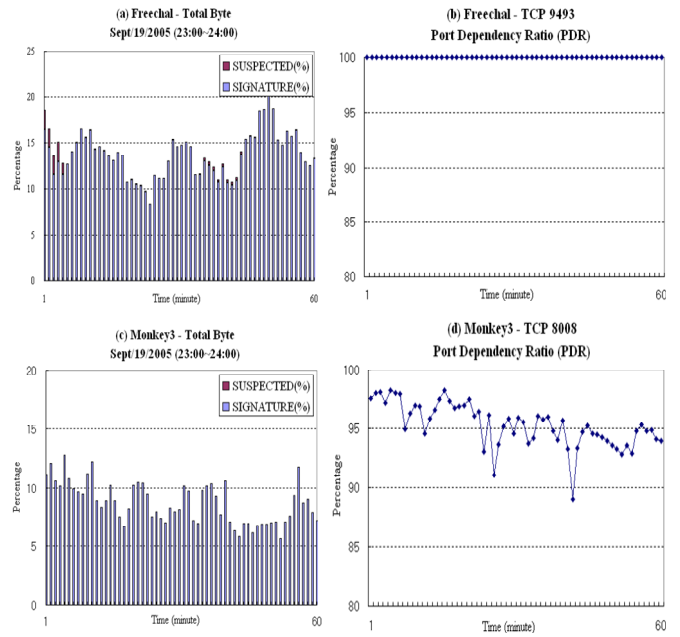 (a) Freechal - Total Byte
Sept/19/2005 (23:00~24:00)
25
20
15
10
5
0
Percentage
SUSPECTED(%)
SIGNATURE(%)
1
Time (minute)
60
(b) Freechal - TCP 9493
Port Dependency Ratio (PDR)
100
95
90
85
80
Percentage
1
Time (minute)
60
(c) Monkey3 - Total Byte
Sept/19/2005 (23:00~24:00)
20
15
10
5
0
Percentage
SUSPECTED(%)
SIGNATURE(%)
1
Time (minute)
60
(d) Monkey3 - TCP 8008
Port Dependency Ratio (PDR)
100
95
90
85
80
Percentage
1
Time (minute)
60